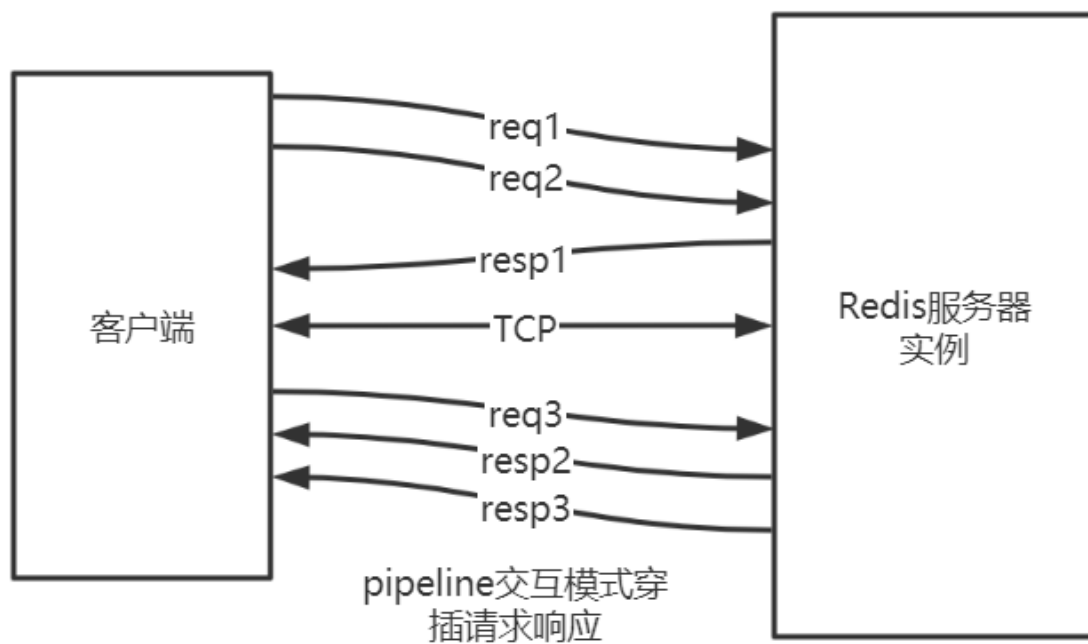 req1
req2
resp1
客户端
TCP
Redis服务器
实例
req3
resp2
resp3
pipeline交互模式穿
插请求响应